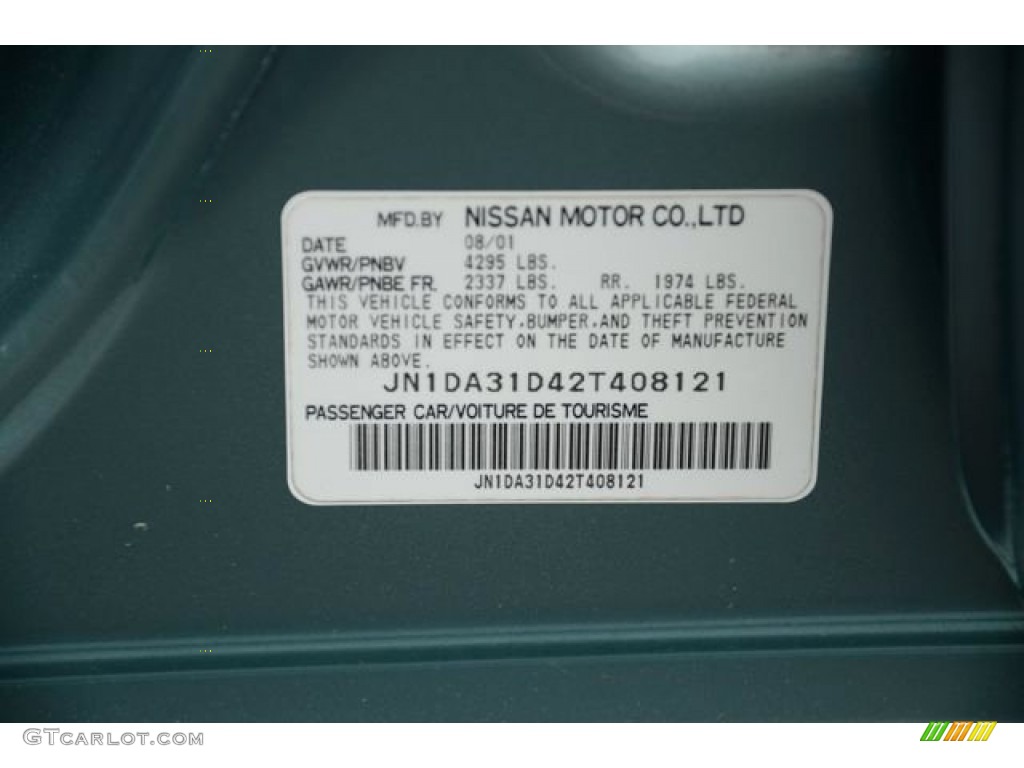 MFD.BY NISSAN MOTOR CO.,LTD
DATE 08/01
GVWR/PNBV 4295 LBS.
GAWR/PNBE FR. 2337 LBS. RR. 1974 LBS.
THIS VEHICLE CONFORMS TO ALL APPLICABLE FEDERAL
MOTOR VEHICLE SAFETY,BUMPER,AND THEFT PREVENTION
STANDARDS IN EFFECT ON THE DATE OF MANUFACTURE
SHOWN ABOVE.
JN1DA31D42T408121
PASSENGER CAR/VOITURE DE TOURISME
JN1DA31D42T408121
GTCARLOT.COM